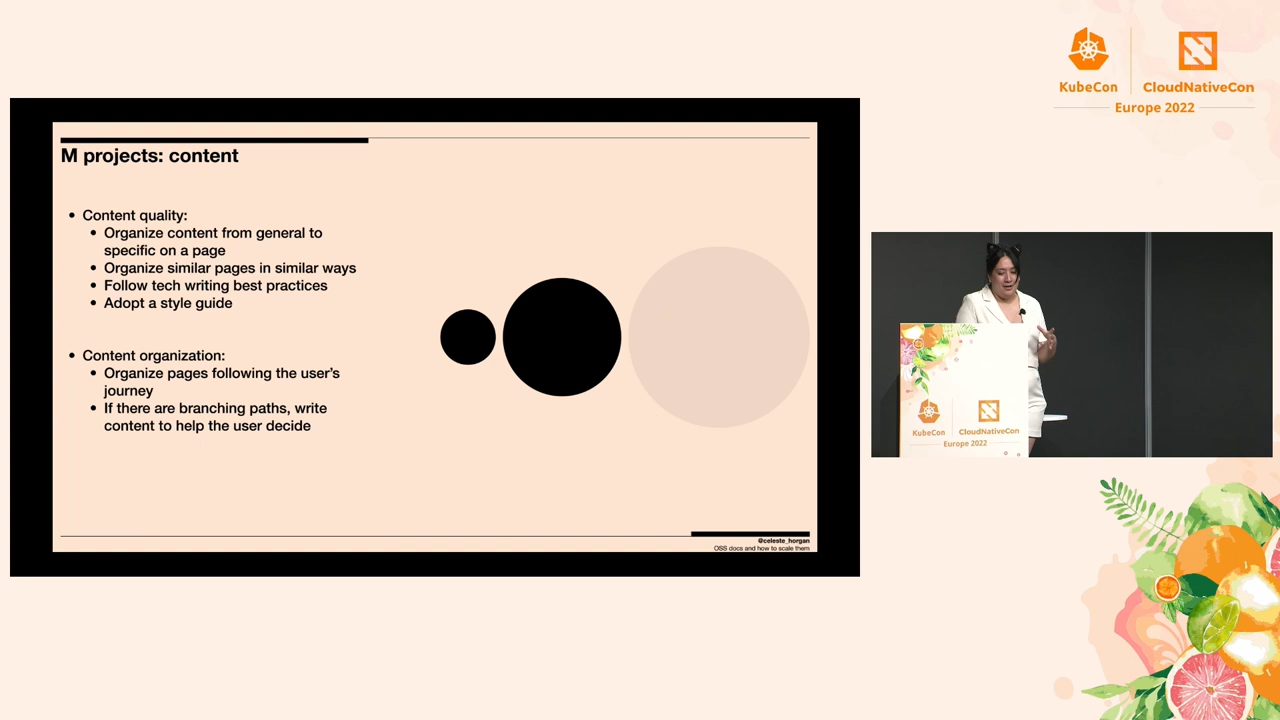 KubeCon
CloudNativeCon
Europe 2022
M projects: content
• Content quality:
• Organize content from general to
specific on a page
• Organize similar pages in similar ways
• Follow tech writing best practices
• Adopt a style guide
• Content organization:
• Organize pages following the user's
journey
• If there are branching paths, write
content to help the user decide
@celeste_horgan
OSS docs and how to scale them
KubeCon
CloudNativeCon
Europe 2022